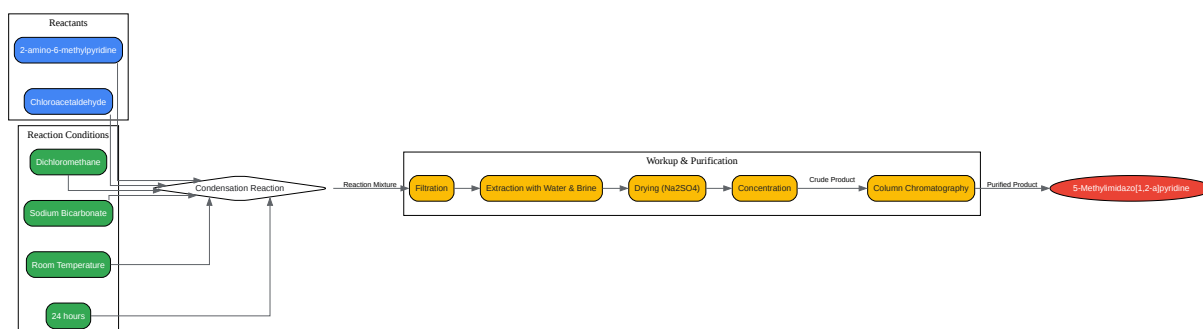 Reactants
2-amino-6-methylpyridine
Chloroacetaldehyde
Reaction Conditions
Dichloromethane
Sodium Bicarbonate
Room Temperature
24 hours
Condensation Reaction
Reaction Mixture
Workup & Purification
Filtration
Extraction with Water & Brine
Drying (Na2SO4)
Concentration
Crude Product
Column Chromatography
Purified Product
5-Methylimidazo[1,2-a]pyridine